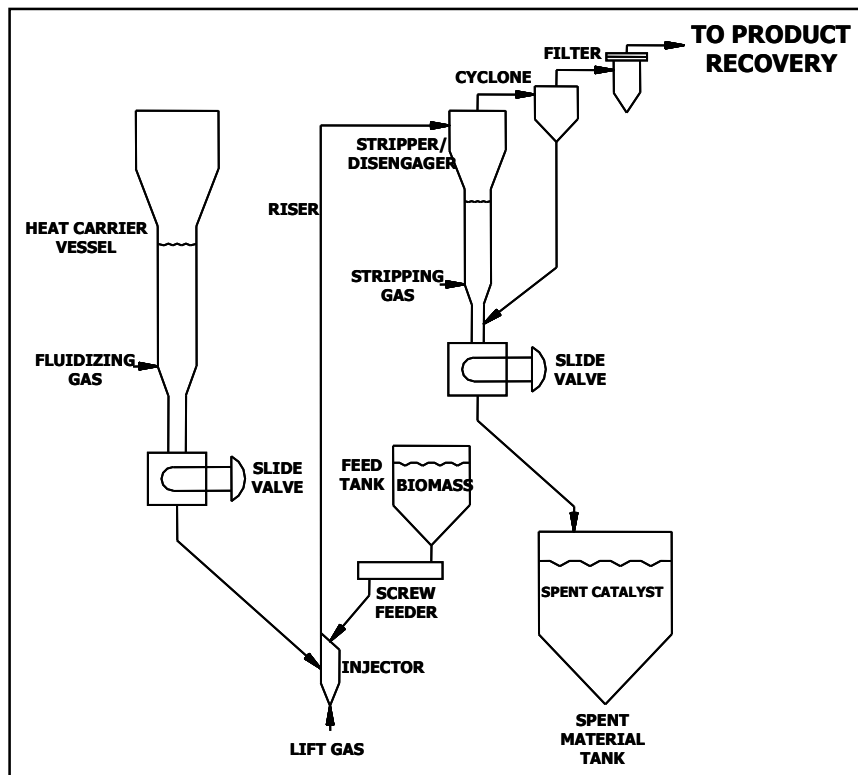 TO PRODUCT
RECOVERY
FILTER
CYCLONE
STRIPPER/
DISENGAGER
RISER
HEAT CARRIER
VESSEL
STRIPPING
GAS
FLUIDIZING
GAS
SLIDE
VALVE
SLIDE
VALVE
FEED
TANK
BIOMASS
SCREW
FEEDER
SPENT CATALYST
INJECTOR
LIFT GAS
SPENT
MATERIAL
TANK